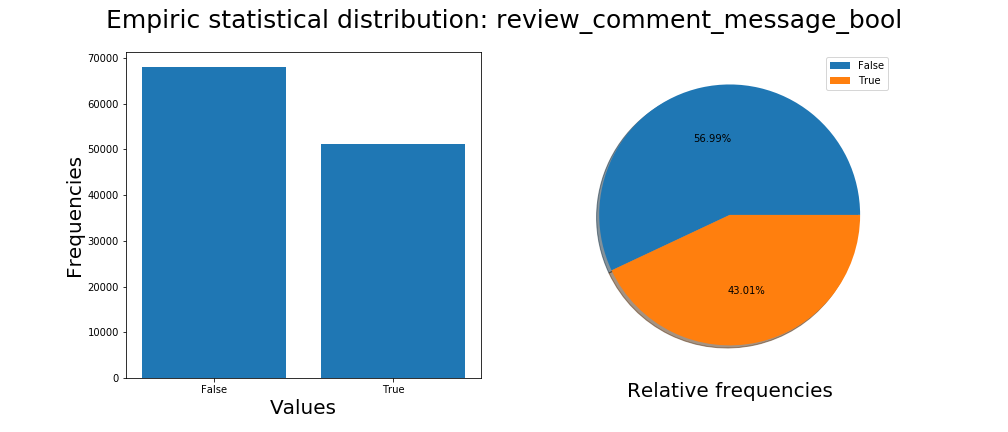 Empiric statistical distribution: review_comment_message_bool
Frequencies
70000
60000
50000
40000
30000
20000
10000
0
False
True
Values
False
True
56.99%
43.01%
Relative frequencies